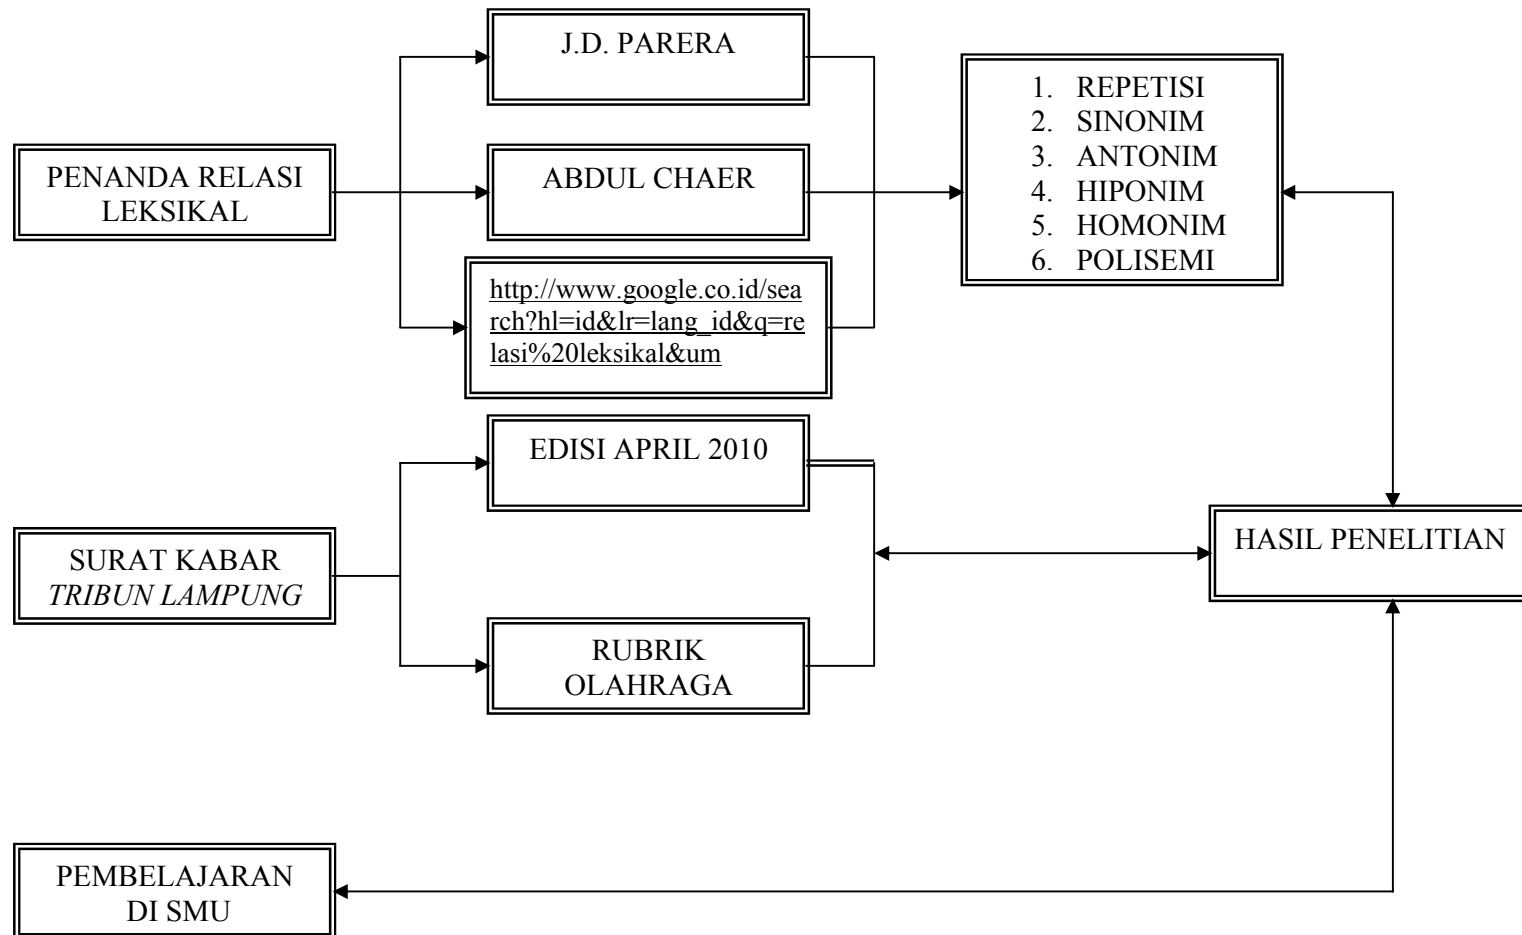 J.D. PARERA
PENANDA RELASI
LEKSIKAL
ABDUL CHAER
http://www.google.co.id/sea
rch?hl=id&lr=lang_id&q=re
lasi%20leksikal&um
1. REPETISI
2. SINONIM
3. ANTONIM
4. HIPONIM
5. HOMONIM
6. POLISEMI
EDISI APRIL 2010
SURAT KABAR
TRIBUN LAMPUNG
RUBRIK
OLAHRAGA
HASIL PENELITIAN
PEMBELAJARAN
DI SMU